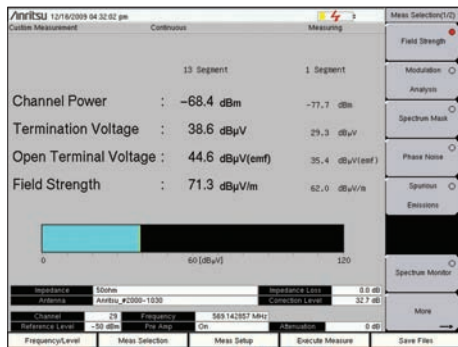 Anritsu 12/18/2009 04:32:02 pm
Meas Selection(1/2)
Custom Measurement Continuous Measuring
Field Strength
13 Segment 1 Segment
Modulation Analysis
Channel Power : -68.4 dBm -77.7 dBm
Spectrum Mask
Termination Voltage : 38.6 dBµV 29.3 dBµV
Open Terminal Voltage : 44.6 dBµV(emf) 35.4 dBµV(emf)
Phase Noise
Field Strength : 71.3 dBµV/m 62.0 dBµV/m
Spurious Emissions
0 60 [dBµV] 120
Spectrum Monitor
Impedance 50ohm Impedance Loss 0.0 dB
Antenna Anritsu_#2000-1030 Correction Level 32.7 dB
Channel 29 Frequency 569.142857 MHz
More
Reference Level -50 dBm Pre Amp On Attenuation 0 dB
Frequency/Level Meas Selection Meas Setup Execute Measure Save Files